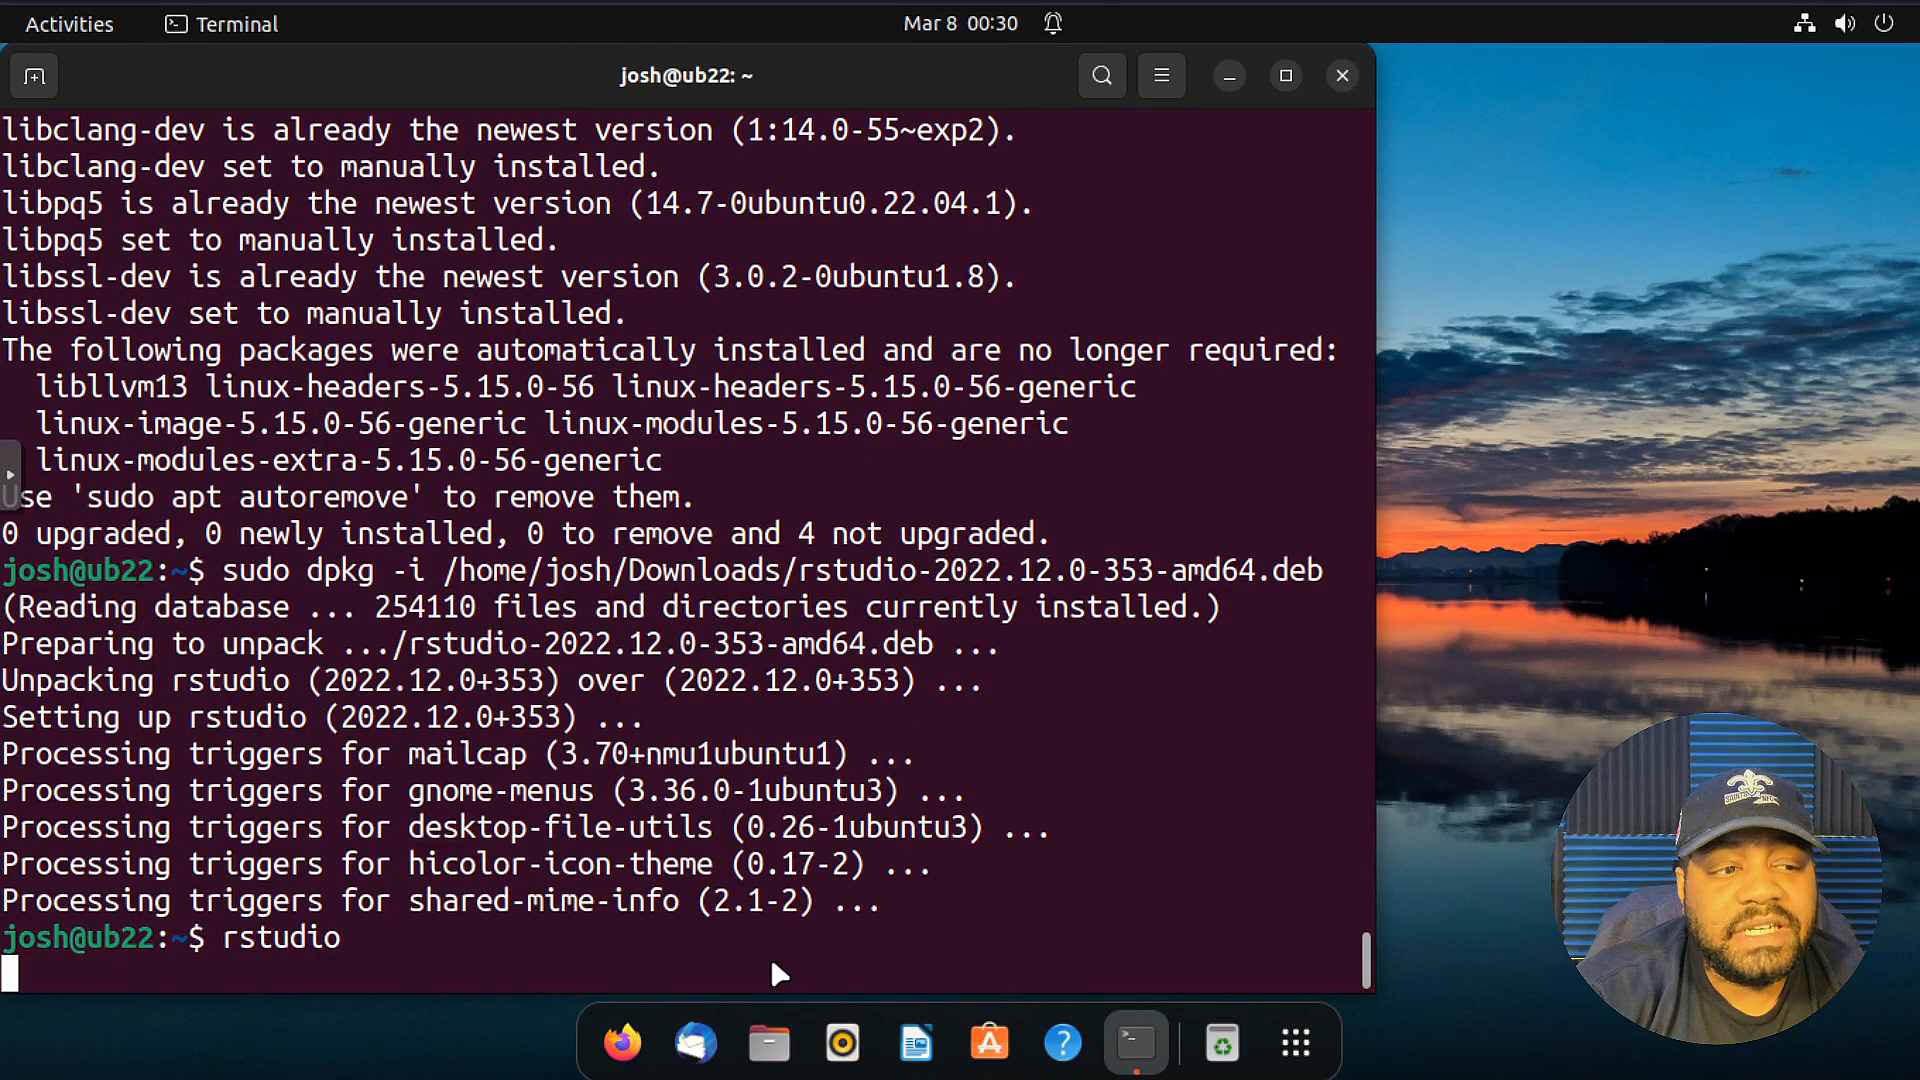 Activities
Terminal
Mar 8 00:30
josh@ub22: ~
libclang-dev is already the newest version (1:14.0-55~exp2).
libclang-dev set to manually installed.
libpq5 is already the newest version (14.7-0ubuntu0.22.04.1).
libpq5 set to manually installed.
libssl-dev is already the newest version (3.0.2-0ubuntu1.8).
libssl-dev set to manually installed.
The following packages were automatically installed and are no longer required:
libllvm13 linux-headers-5.15.0-56 linux-headers-5.15.0-56-generic
linux-image-5.15.0-56-generic linux-modules-5.15.0-56-generic
linux-modules-extra-5.15.0-56-generic
Use 'sudo apt autoremove' to remove them.
0 upgraded, 0 newly installed, 0 to remove and 4 not upgraded.
josh@ub22:~$ sudo dpkg -i /home/josh/Downloads/rstudio-2022.12.0-353-amd64.deb
(Reading database ... 254110 files and directories currently installed.)
Preparing to unpack .../rstudio-2022.12.0-353-amd64.deb ...
Unpacking rstudio (2022.12.0+353) over (2022.12.0+353) ...
Setting up rstudio (2022.12.0+353) ...
Processing triggers for mailcap (3.70+nmu1ubuntu1) ...
Processing triggers for gnome-menus (3.36.0-1ubuntu3) ...
Processing triggers for desktop-file-utils (0.26-1ubuntu3) ...
Processing triggers for hicolor-icon-theme (0.17-2) ...
Processing triggers for shared-mime-info (2.1-2) ...
josh@ub22:~$ rstudio
SAINTS